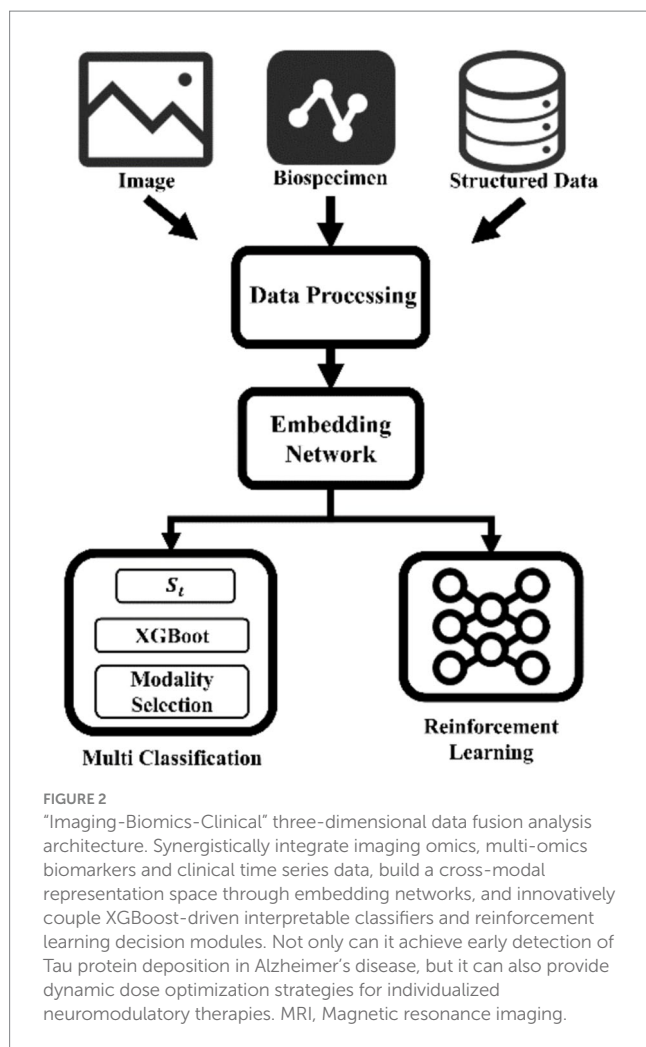 Image
Biospecimen
Structured Data
Data Processing
Embedding
Network
S_t
XGBoot
Modality
Selection
Multi Classification
Reinforcement
Learning
FIGURE 2
"Imaging-Biomics-Clinical" three-dimensional data fusion analysis
architecture. Synergistically integrate imaging omics, multi-omics
biomarkers and clinical time series data, build a cross-modal
representation space through embedding networks, and innovatively
couple XGBoost-driven interpretable classifiers and reinforcement
learning decision modules. Not only can it achieve early detection of
Tau protein deposition in Alzheimer's disease, but it can also provide
dynamic dose optimization strategies for individualized
neuromodulatory therapies. MRI, Magnetic resonance imaging.